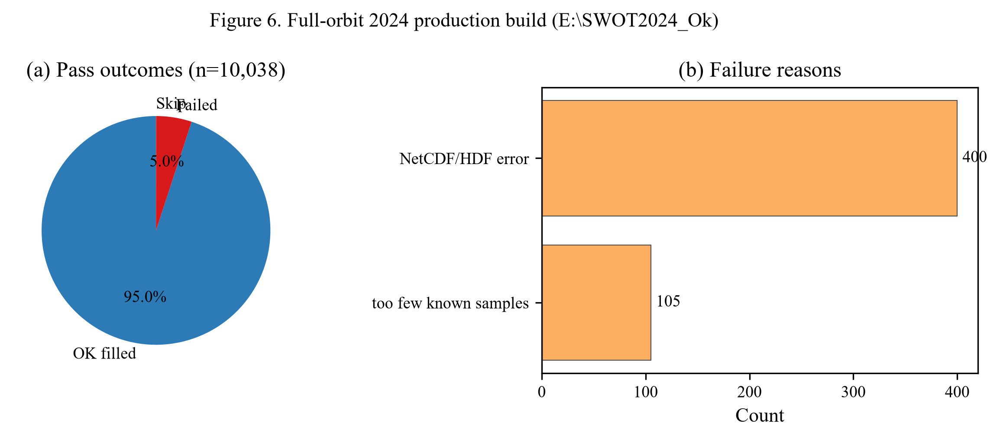 Figure 6. Full-orbit 2024 production build (E:\SWOT2024_Ok)
(a) Pass outcomes (n=10,038)
Skip
Failed
5.0%
95.0%
OK filled
(b) Failure reasons
NetCDF/HDF error
400
too few known samples
105
0 100 200 300 400
Count